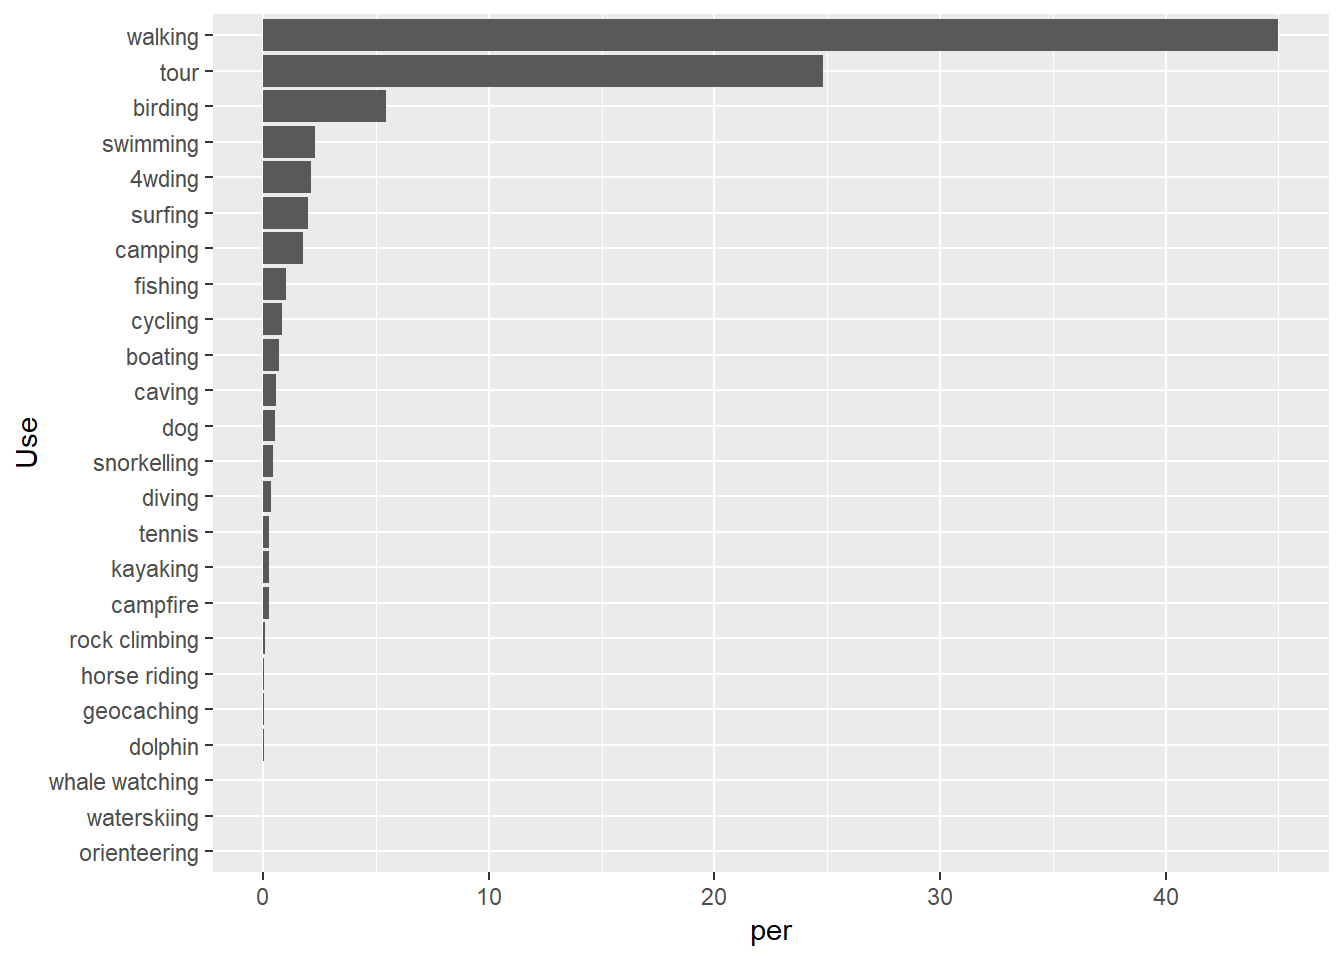 walking
tour
birding
swimming
4wding
surfing
camping
fishing
cycling
boating
caving
dog
snorkelling
diving
tennis
kayaking
campfire
rock climbing
horse riding
geocaching
dolphin
whale watching
waterskiing
orienteering
Use
0 10 20 30 40
per